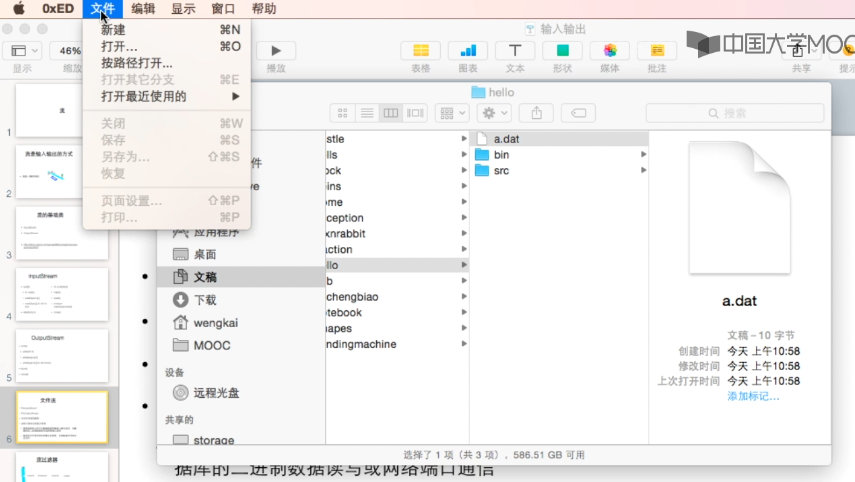 0xED 文件 编辑 显示 窗口 帮助
新建 ⌘N
打开… ⌘O
按路径打开…
打开其它分支 ⌘E
打开最近使用的
关闭 ⌘W
保存 ⌘S
另存为… ⇧⌘S
恢复
页面设置… ⇧⌘P
打印… ⌘P
输入输出
48%
显示 缩放 播放 表格 图表 文本 形状 媒体 批注 共享 提示
中国大学MOOC
hello
搜索
1
流
2
流是输入输出的方式
3
流的基础类
4
InputStream
5
OutputStream
6
文件流
流过滤器
应用程序
桌面
文稿
下载
wengkai
MOOC
设备
远程光盘
共享的
storage
stle
lls
ock
ins
ome
ception
xnrabbit
action
llo
b
chengbiao
tebook
apes
ndingmachine
a.dat
bin
src
a.dat
文稿 – 10 字节
创建时间 今天 上午10:58
修改时间 今天 上午10:58
上次打开时间 今天 上午10:58
添加标记…
选择了 1 项（共 3 项），586.51 GB 可用
据库的二进制数据读写或网络端口通信